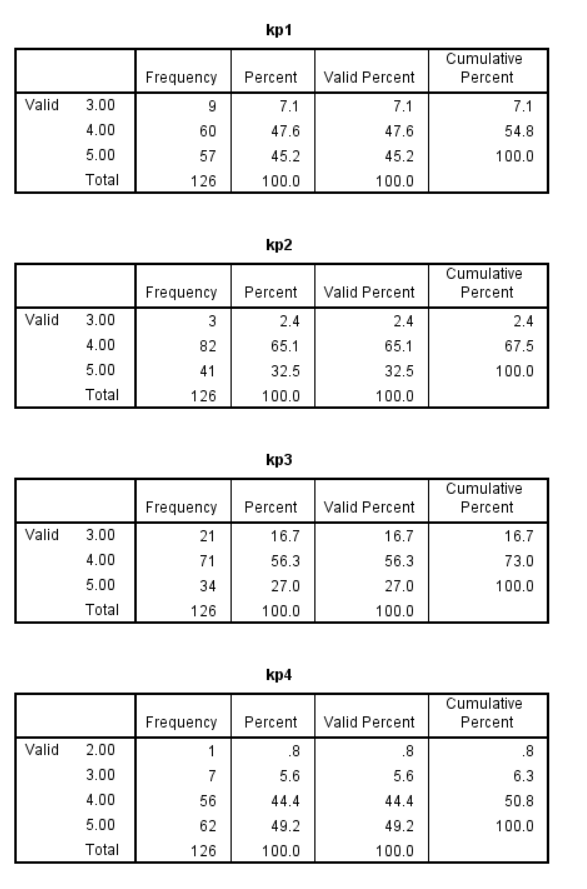 kp1
Frequency Percent Valid Percent Cumulative Percent
Valid 3.00 9 7.1 7.1 7.1
4.00 60 47.6 47.6 54.8
5.00 57 45.2 45.2 100.0
Total 126 100.0 100.0
kp2
Frequency Percent Valid Percent Cumulative Percent
Valid 3.00 3 2.4 2.4 2.4
4.00 82 65.1 65.1 67.5
5.00 41 32.5 32.5 100.0
Total 126 100.0 100.0
kp3
Frequency Percent Valid Percent Cumulative Percent
Valid 3.00 21 16.7 16.7 16.7
4.00 71 56.3 56.3 73.0
5.00 34 27.0 27.0 100.0
Total 126 100.0 100.0
kp4
Frequency Percent Valid Percent Cumulative Percent
Valid 2.00 1 .8 .8 .8
3.00 7 5.6 5.6 6.3
4.00 56 44.4 44.4 50.8
5.00 62 49.2 49.2 100.0
Total 126 100.0 100.0